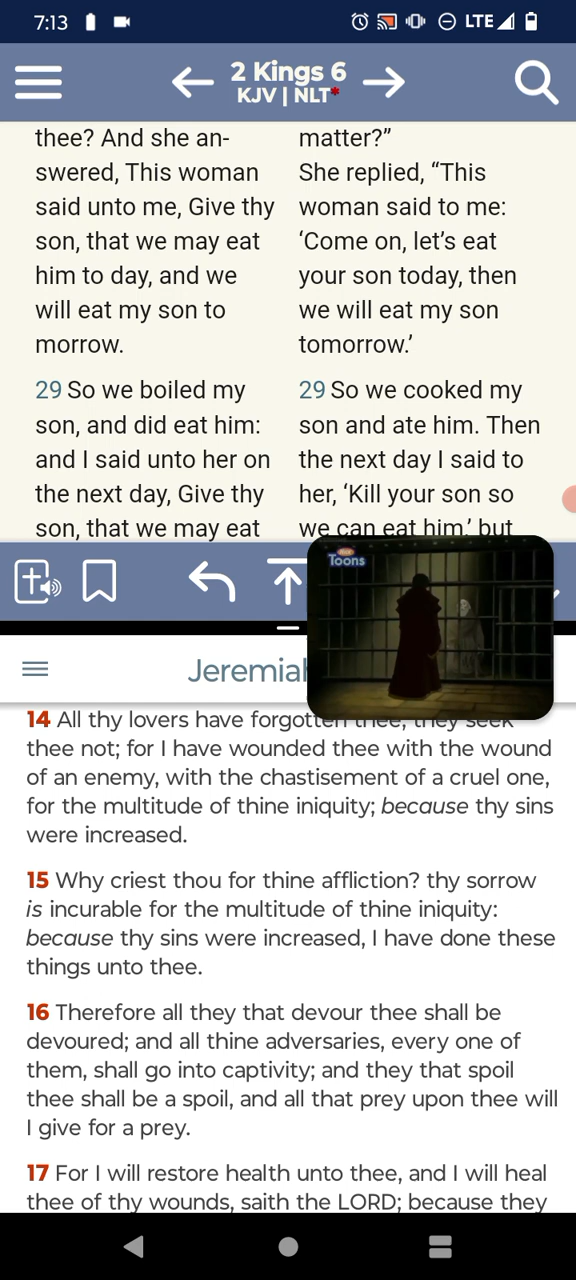 7:13
LTE
2 Kings 6
KJV | NLT*
thee? And she an-
swered, This woman
said unto me, Give thy
son, that we may eat
him to day, and we
will eat my son to
morrow.
29 So we boiled my
son, and did eat him:
and I said unto her on
the next day, Give thy
son, that we may eat
matter?”
She replied, “This
woman said to me:
‘Come on, let’s eat
your son today, then
we will eat my son
tomorrow.’
29 So we cooked my
son and ate him. Then
the next day I said to
her, ‘Kill your son so
we can eat him,’ but
Toons
Jeremiah
14 All thy lovers have forgotten thee; they seek
thee not; for I have wounded thee with the wound
of an enemy, with the chastisement of a cruel one,
for the multitude of thine iniquity; because thy sins
were increased.
15 Why criest thou for thine affliction? thy sorrow
is incurable for the multitude of thine iniquity:
because thy sins were increased, I have done these
things unto thee.
16 Therefore all they that devour thee shall be
devoured; and all thine adversaries, every one of
them, shall go into captivity; and they that spoil
thee shall be a spoil, and all that prey upon thee will
I give for a prey.
17 For I will restore health unto thee, and I will heal
thee of thy wounds, saith the LORD; because they